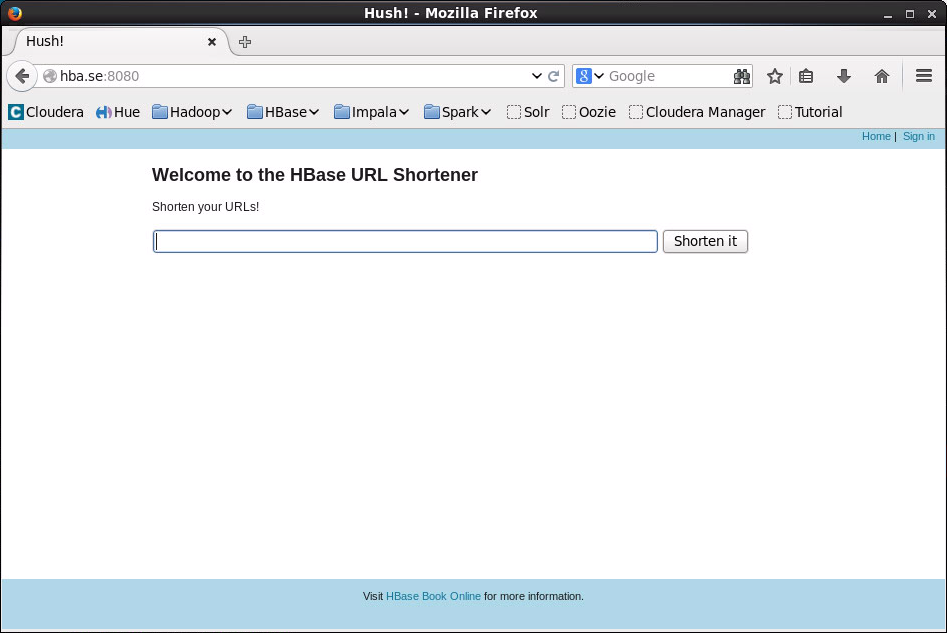 Hush! - Mozilla Firefox
Hush!
hba.se:8080
Google
Cloudera Hue Hadoop HBase Impala Spark Solr Oozie Cloudera Manager Tutorial
Home | Sign in
Welcome to the HBase URL Shortener
Shorten your URLs!
Shorten it
Visit HBase Book Online for more information.